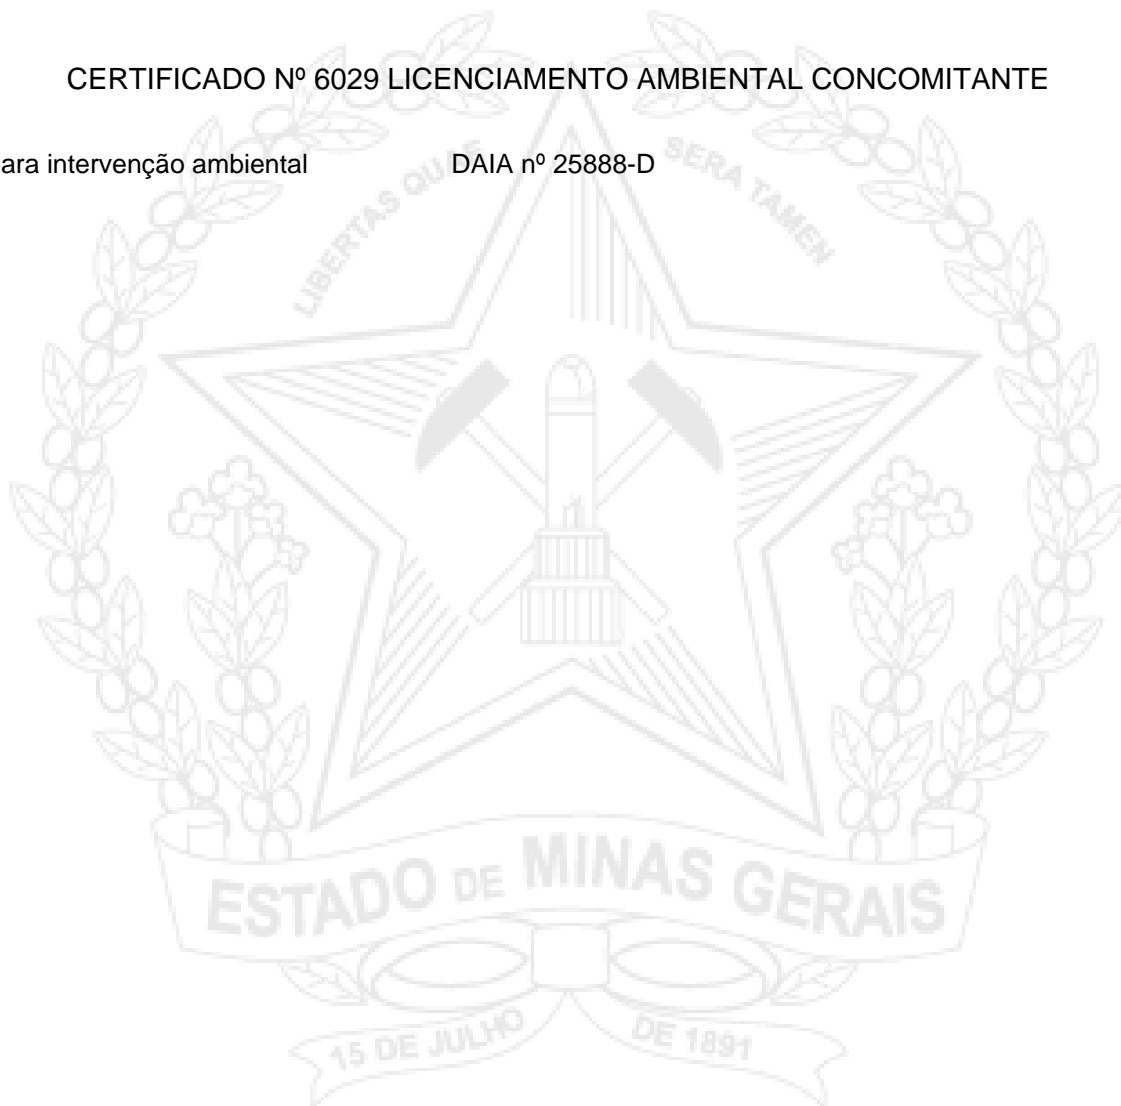 CERTIFICADO Nº 6029 LICENCIAMENTO AMBIENTAL CONCOMITANTE
ara intervenção ambiental DAIA nº 25888-D
LIBERTAS QUÆ SERA TAMEN
ESTADO DE MINAS GERAIS
15 DE JULHO DE 1891